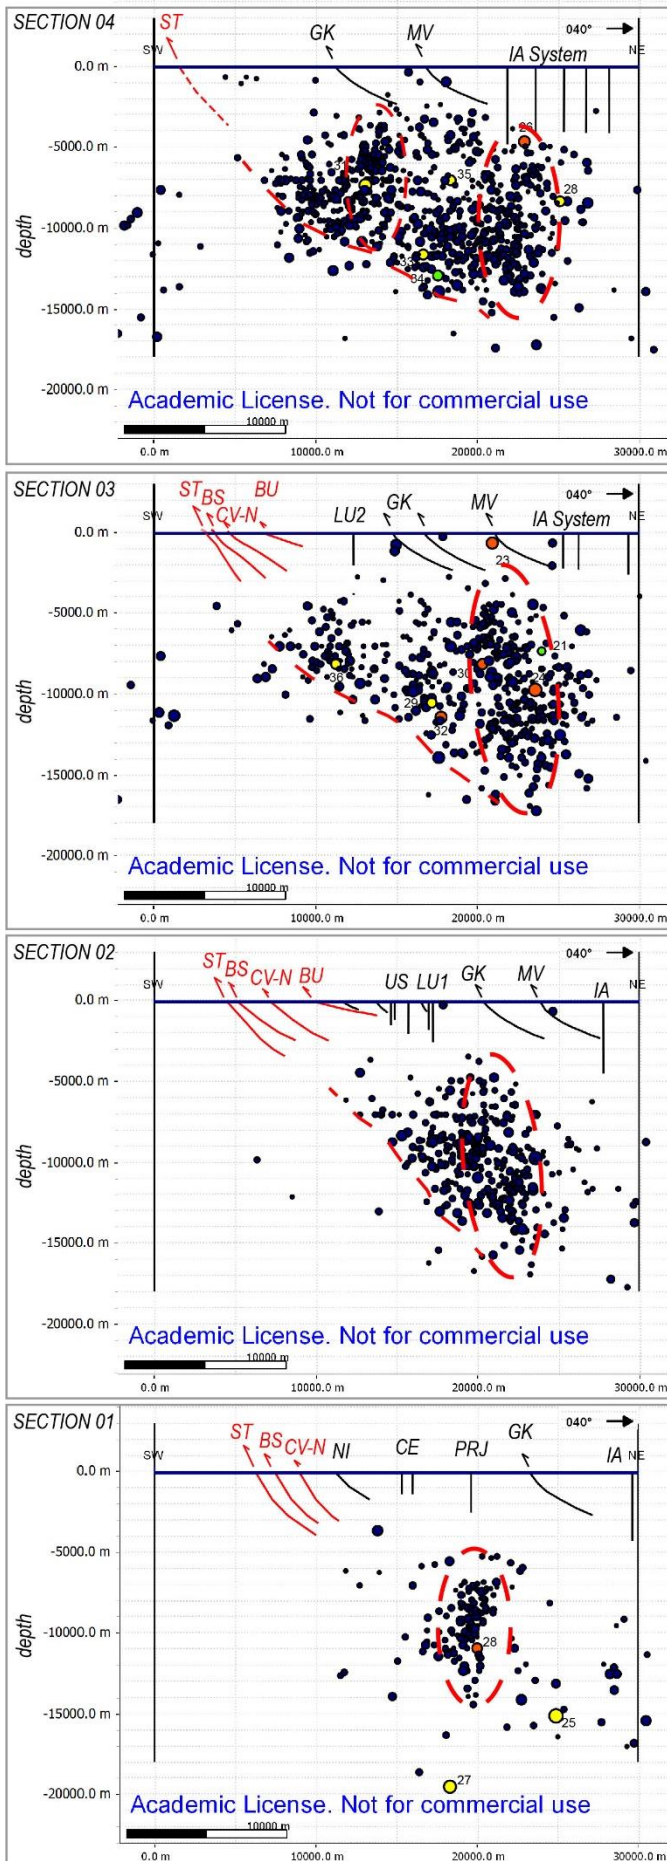 SECTION 04
ST
GK
MV
040°
SW
IA System
NE
0.0 m
-5000.0 m
-10000.0 m
-15000.0 m
-20000.0 m
depth
26
31
35
28
33
34
Academic License. Not for commercial use
10000 m
0.0 m 10000.0 m 20000.0 m 30000.0 m
SECTION 03
ST BS CV-N BU
LU2
GK
MV
040°
SW
IA System
NE
0.0 m
-5000.0 m
-10000.0 m
-15000.0 m
-20000.0 m
depth
23
21
30
36
24
29
32
Academic License. Not for commercial use
10000 m
0.0 m 10000.0 m 20000.0 m 30000.0 m
SECTION 02
ST BS CV-N BU
US LU1 GK MV IA
040°
SW
NE
0.0 m
-5000.0 m
-10000.0 m
-15000.0 m
-20000.0 m
depth
Academic License. Not for commercial use
10000 m
0.0 m 10000.0 m 20000.0 m 30000.0 m
SECTION 01
ST BS CV-N NI CE PRJ GK IA
040°
SW
NE
0.0 m
-5000.0 m
-10000.0 m
-15000.0 m
-20000.0 m
depth
28
25
27
Academic License. Not for commercial use
10000 m
0.0 m 10000.0 m 20000.0 m 30000.0 m